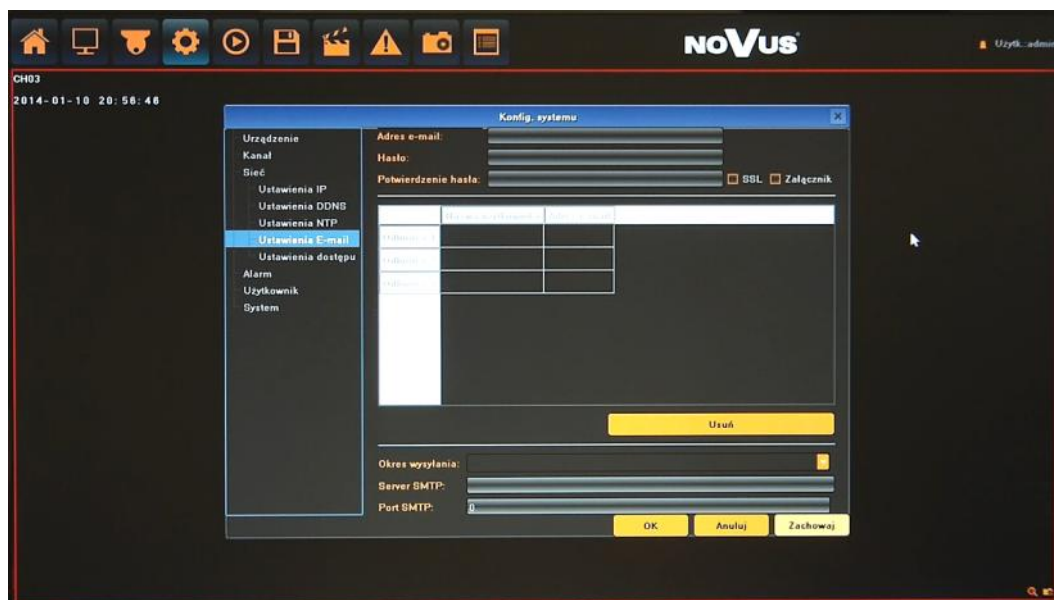 NOVUS
Użytk.:admin
CH03
2014-01-10 20:56:46
Konfig. systemu
Urządzenie
Kanał
Sieć
Ustawienia IP
Ustawienia DDNS
Ustawienia NTP
Ustawienia E-mail
Ustawienia dostępu
Alarm
Użytkownik
System
Adres e-mail:
Hasło:
Potwierdzenie hasła:
SSL
Załącznik
Usuń
Okres wysyłania:
Server SMTP:
Port SMTP:
0
OK
Anuluj
Zachowaj